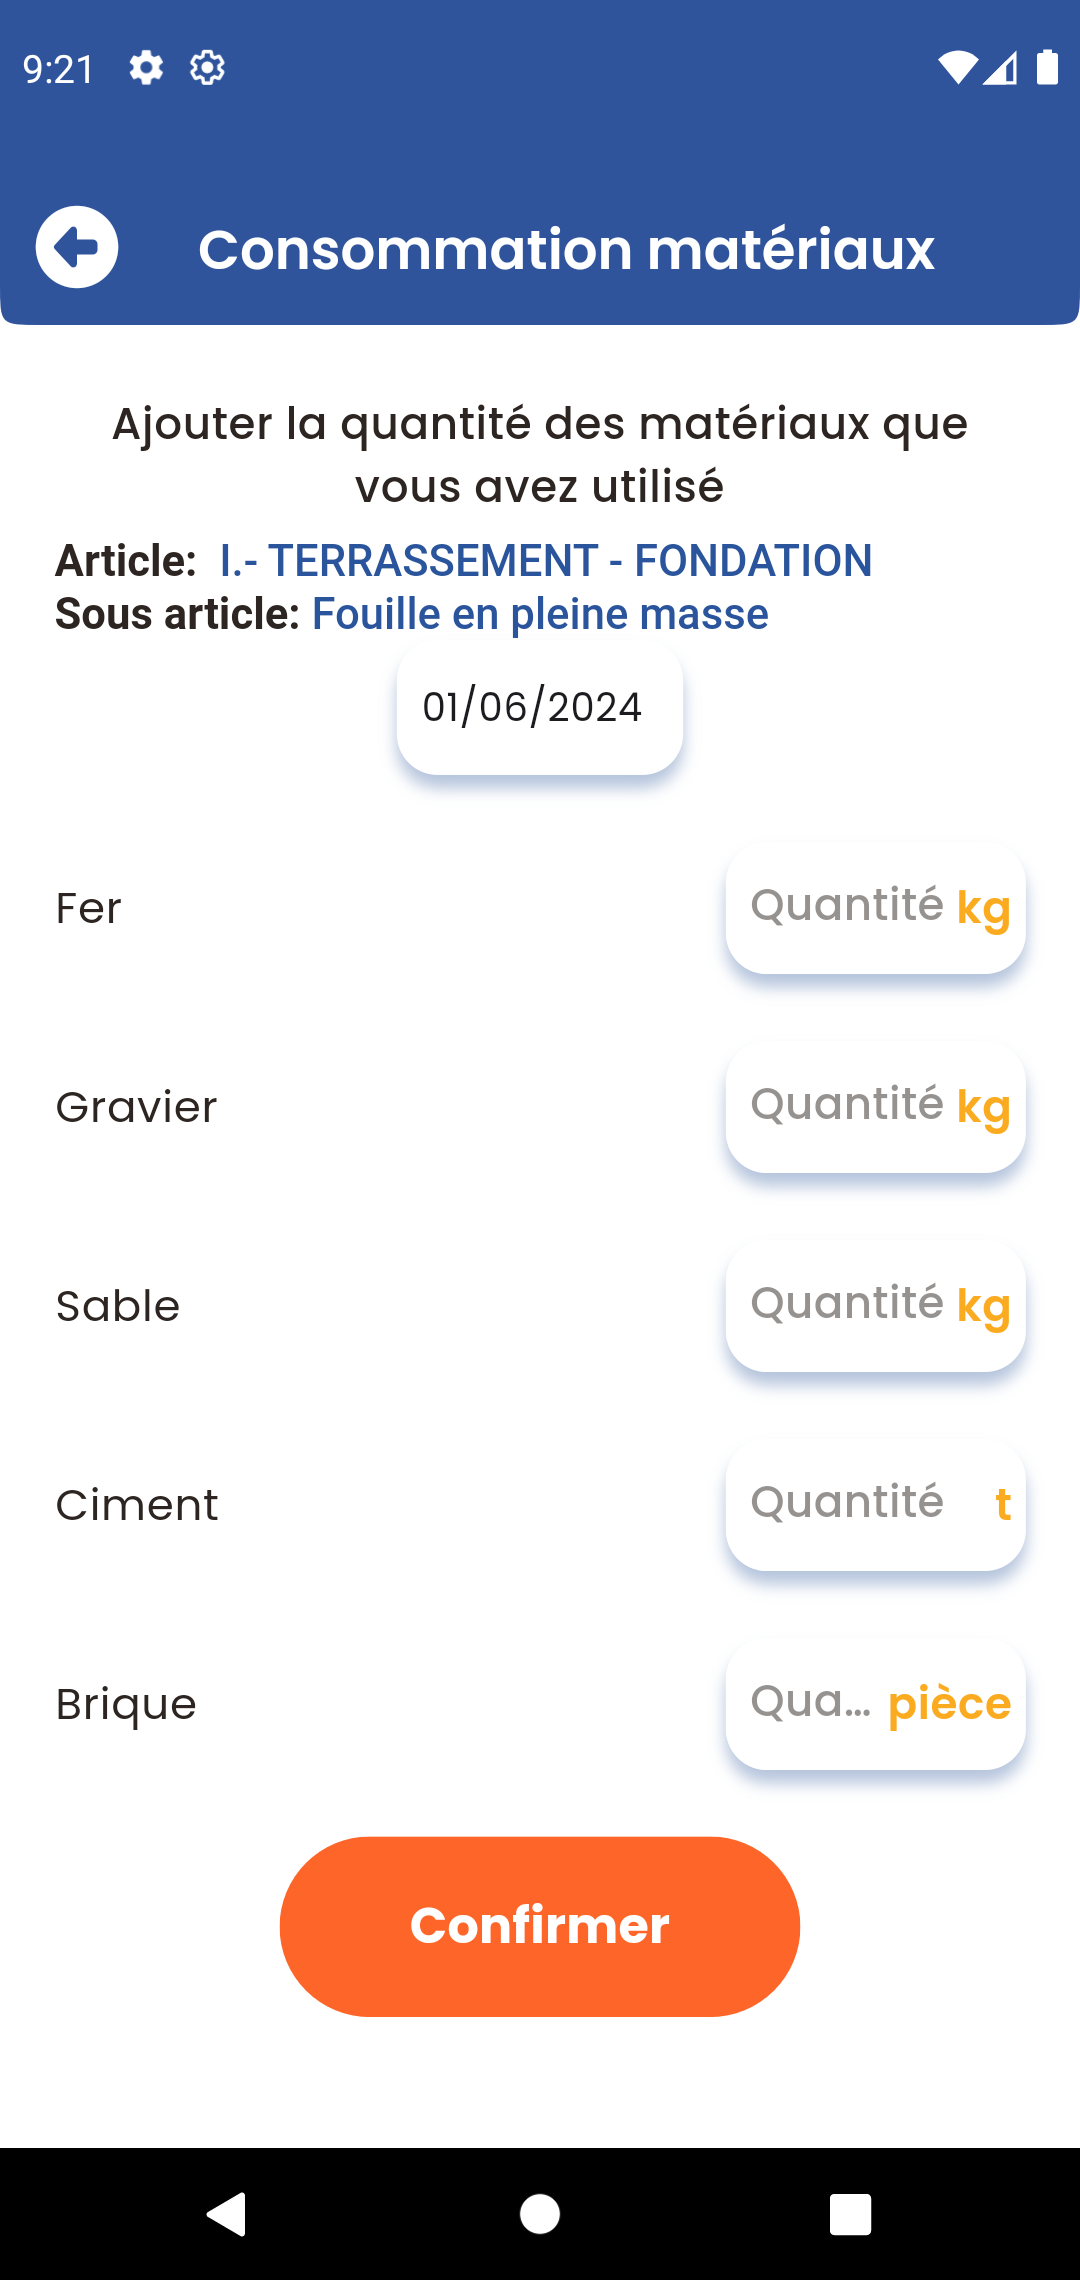 9:21
Consommation matériaux
Ajouter la quantité des matériaux que
vous avez utilisé
Article: I.- TERRASSEMENT - FONDATION
Sous article: Fouille en pleine masse
01/06/2024
Fer Quantité kg
Gravier Quantité kg
Sable Quantité kg
Ciment Quantité t
Brique Qua... pièce
Confirmer